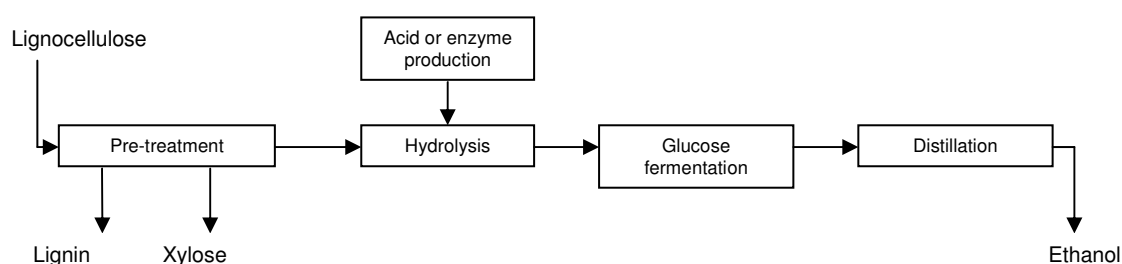 Lignocellulose
Acid or enzyme
production
Pre-treatment
Hydrolysis
Glucose
fermentation
Distillation
Lignin
Xylose
Ethanol